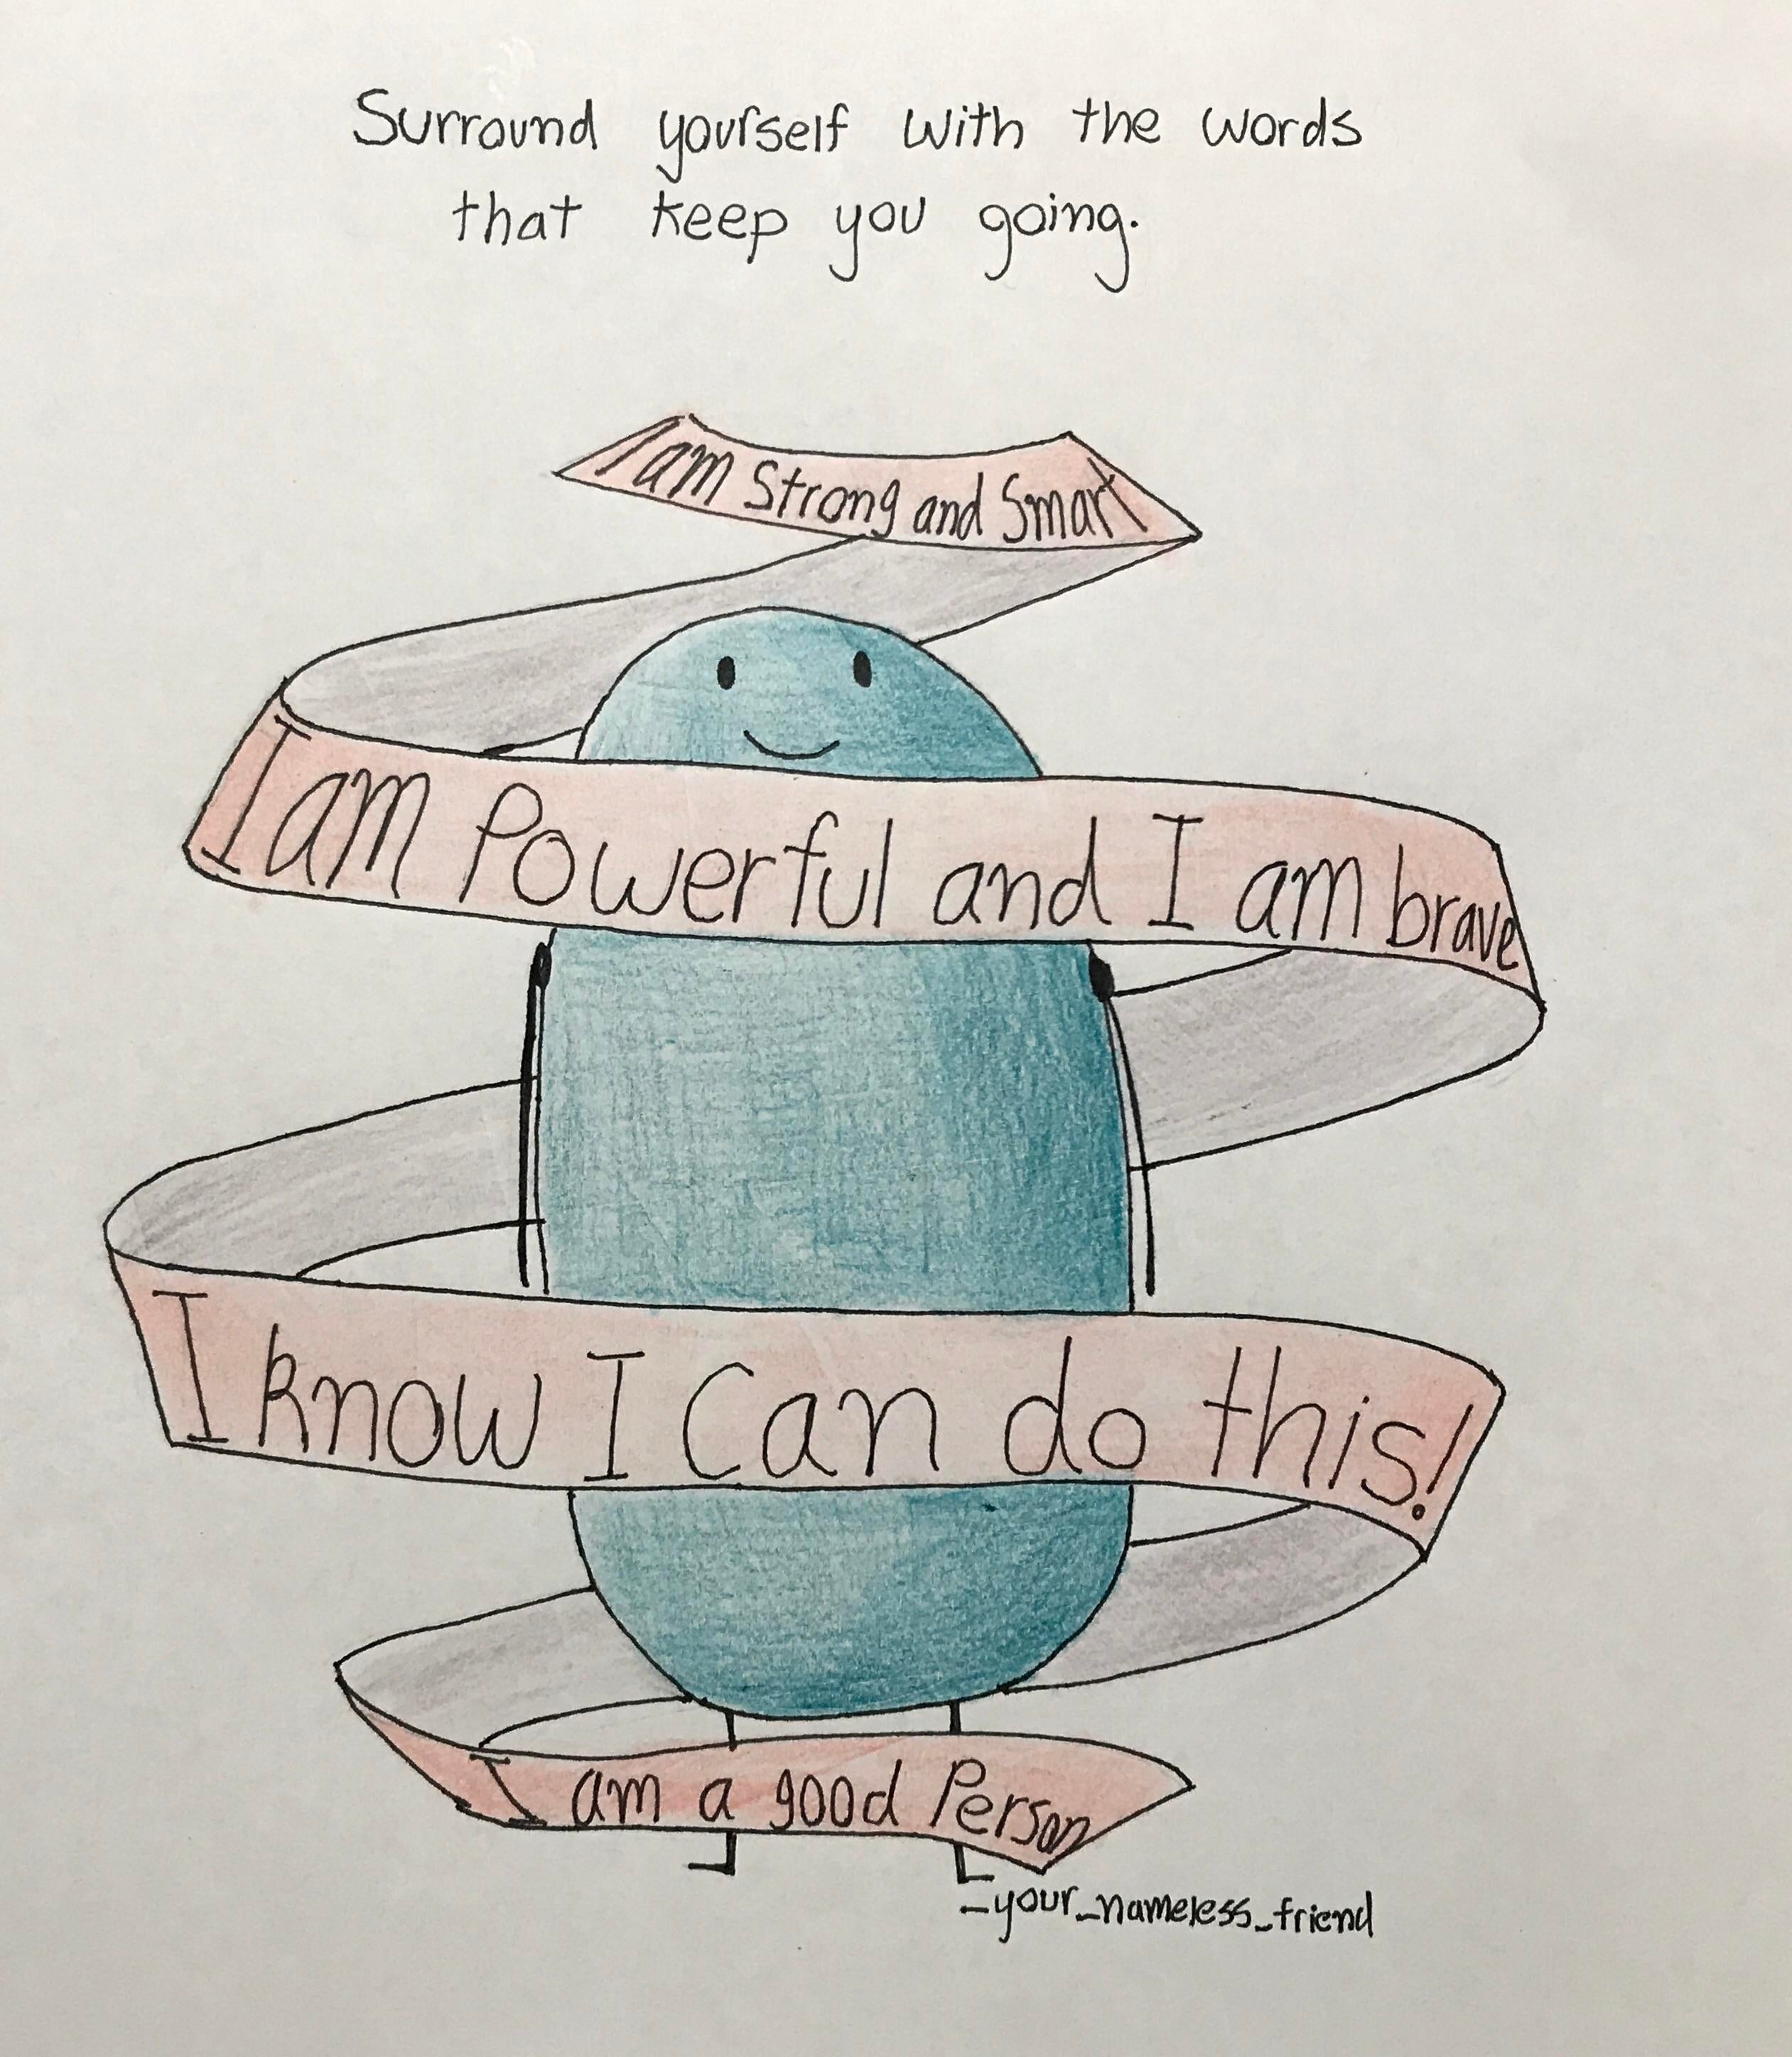 Surround yourself with the words
that keep you going.
I am Strong and Smart
I am Powerful and I am brave
I know I Can do this!
I am a good Person
_your_nameless_friend